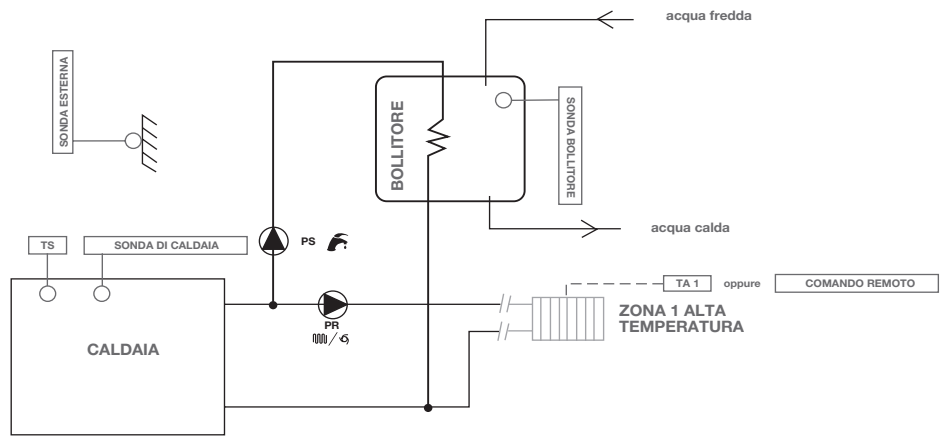 acqua fredda
SONDA ESTERNA
BOLLITORE
SONDA BOLLITORE
acqua calda
TS
SONDA DI CALDAIA
PS
TA 1 oppure COMANDO REMOTO
ZONA 1 ALTA
TEMPERATURA
PR
CALDAIA